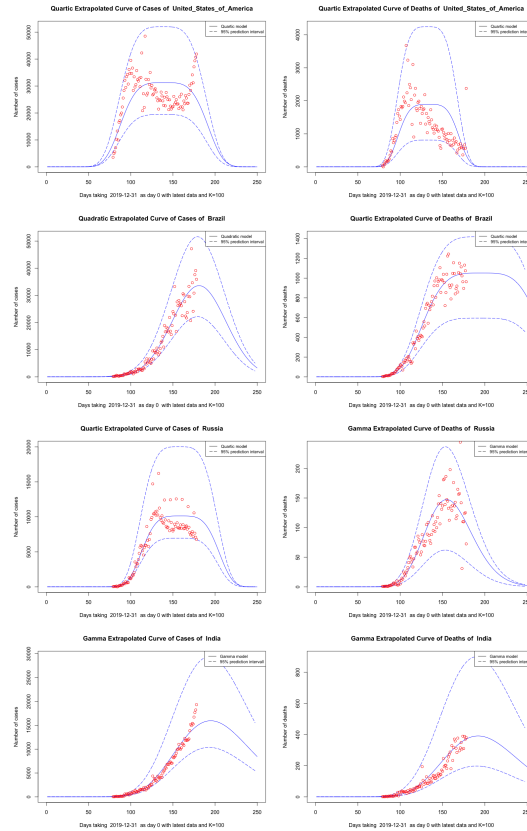 Quartic Extrapolated Curve of Cases of United_States_of_America
Number of cases
0 10000 20000 30000 40000 50000
Quartic model
95% prediction interval
0 50 100 150 200 250
Days taking 2019-12-31 as day 0 with latest data and K=100
Quartic Extrapolated Curve of Deaths of United_States_of_America
Number of deaths
0 1000 2000 3000 4000
Quartic model
95% prediction interval
0 50 100 150 200 250
Days taking 2019-12-31 as day 0 with latest data and K=100
Quadratic Extrapolated Curve of Cases of Brazil
Number of cases
0 10000 20000 30000 40000 50000
Quadratic model
95% prediction interval
0 50 100 150 200 250
Days taking 2019-12-31 as day 0 with latest data and K=100
Quartic Extrapolated Curve of Deaths of Brazil
Number of deaths
0 200 400 600 800 1000 1400
Quartic model
95% prediction interval
0 50 100 150 200 250
Days taking 2019-12-31 as day 0 with latest data and K=100
Quartic Extrapolated Curve of Cases of Russia
Number of cases
0 5000 10000 15000 20000
Quartic model
95% prediction interval
0 50 100 150 200 250
Days taking 2019-12-31 as day 0 with latest data and K=100
Gamma Extrapolated Curve of Deaths of Russia
Number of deaths
0 50 100 150 200
Gamma model
95% prediction interval
0 50 100 150 200 250
Days taking 2019-12-31 as day 0 with latest data and K=100
Gamma Extrapolated Curve of Cases of India
Number of cases
0 5000 10000 15000 20000 25000 30000
Gamma model
95% prediction interval
0 50 100 150 200 250
Days taking 2019-12-31 as day 0 with latest data and K=100
Gamma Extrapolated Curve of Deaths of India
Number of deaths
0 200 400 600 800
Gamma model
95% prediction interval
0 50 100 150 200 250
Days taking 2019-12-31 as day 0 with latest data and K=100